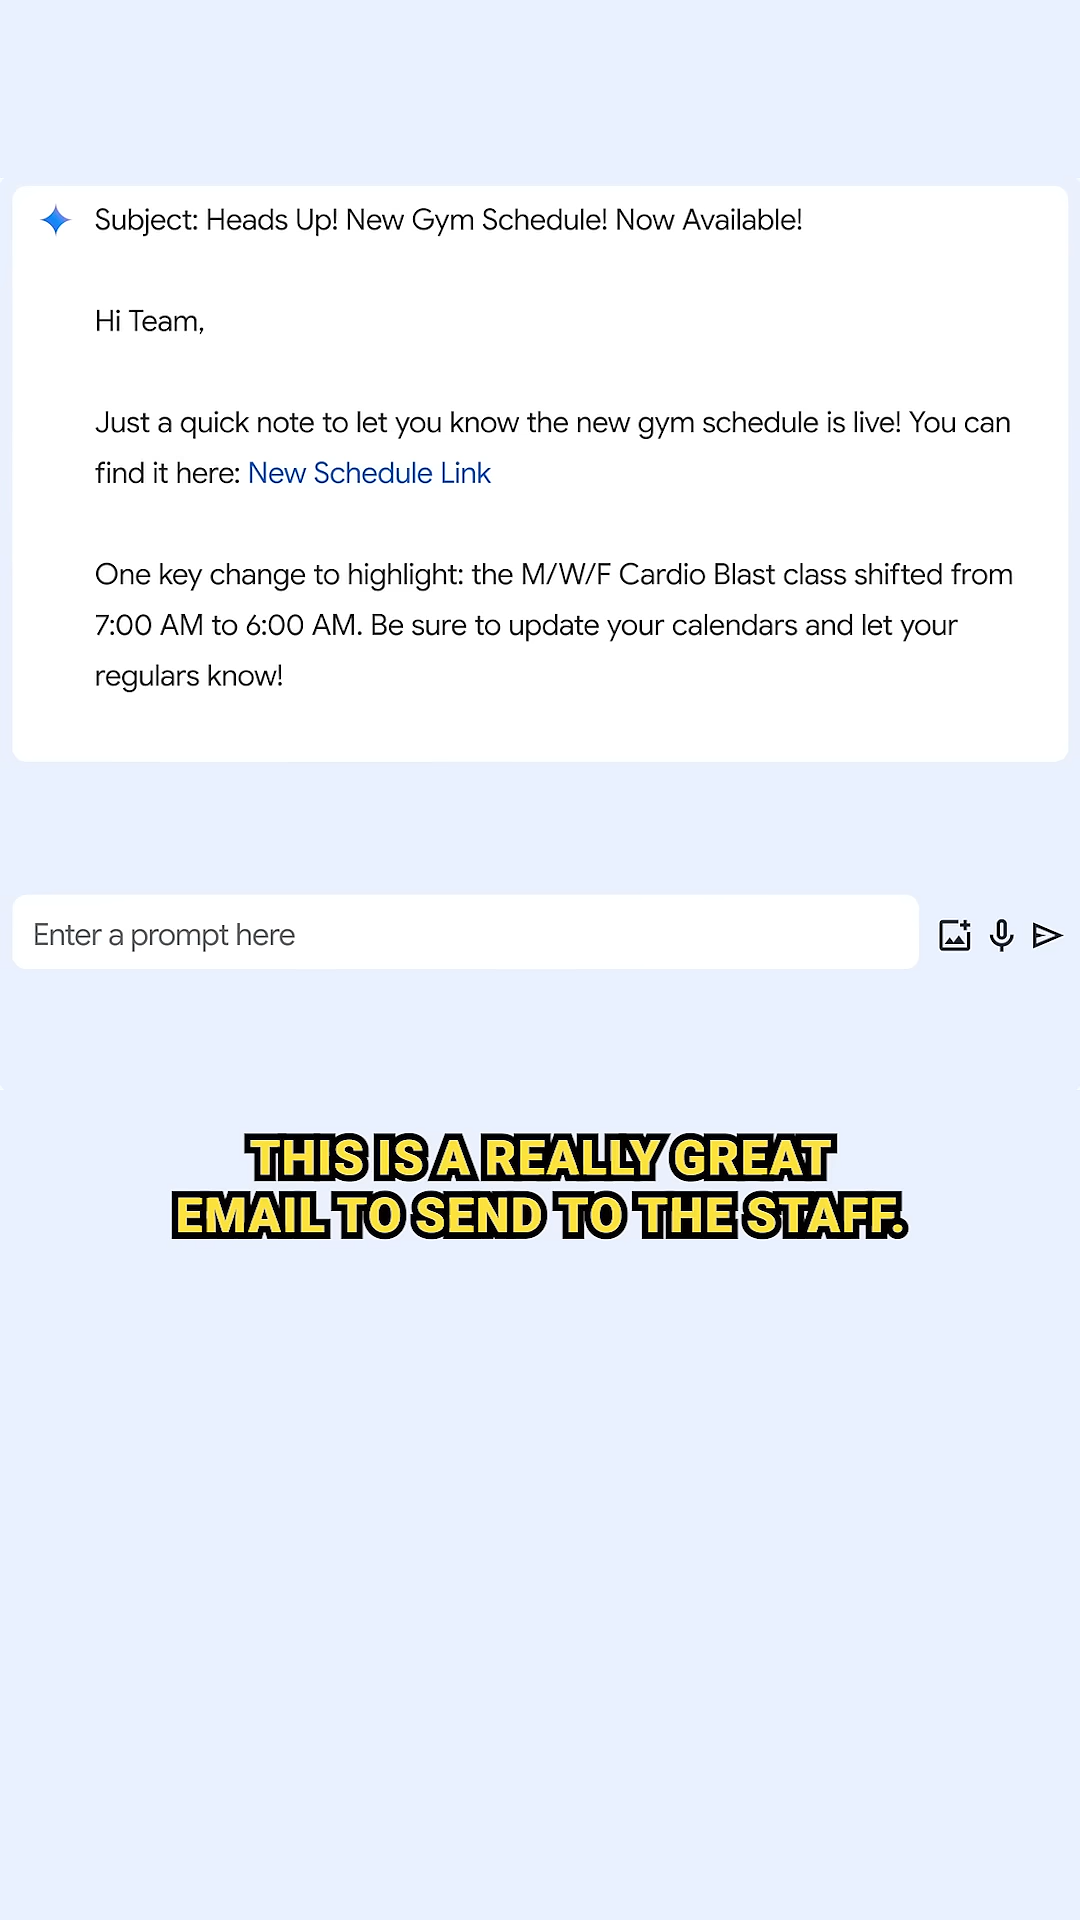 Subject: Heads Up! New Gym Schedule! Now Available!
Hi Team,
Just a quick note to let you know the new gym schedule is live! You can
find it here: New Schedule Link
One key change to highlight: the M/W/F Cardio Blast class shifted from
7:00 AM to 6:00 AM. Be sure to update your calendars and let your
regulars know!
Enter a prompt here
THIS IS A REALLY GREAT
EMAIL TO SEND TO THE STAFF.